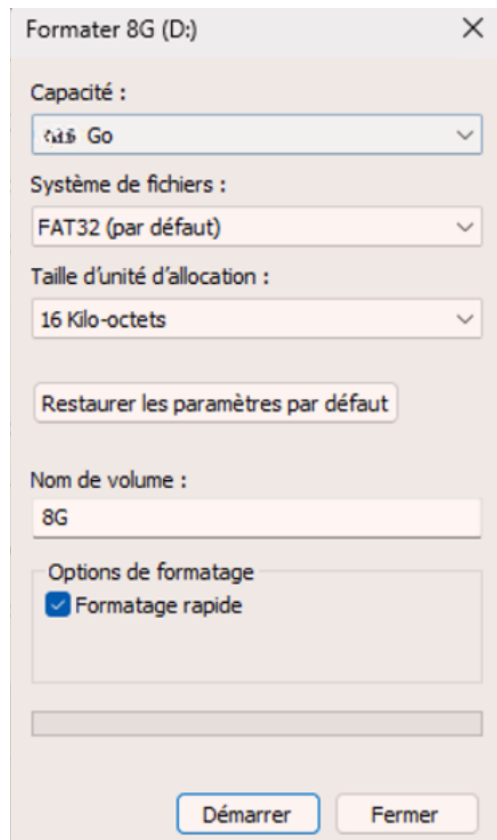 Formater 8G (D:)
Capacité :
Go
Système de fichiers :
FAT32 (par défaut)
Taille d’unité d’allocation :
16 Kilo-octets
Restaurer les paramètres par défaut
Nom de volume :
8G
Options de formatage
Formatage rapide
Démarrer Fermer